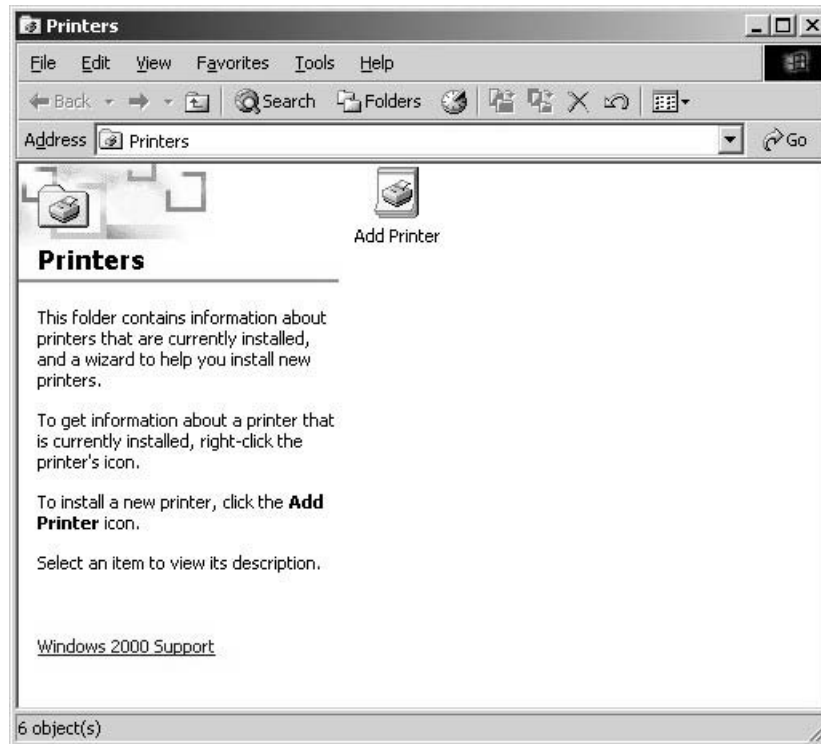 Printers
File Edit View Favorites Tools Help
Back Search Folders
Address Printers Go
Add Printer
Printers
This folder contains information about
printers that are currently installed,
and a wizard to help you install new
printers.
To get information about a printer that
is currently installed, right-click the
printer's icon.
To install a new printer, click the Add
Printer icon.
Select an item to view its description.
Windows 2000 Support
6 object(s)